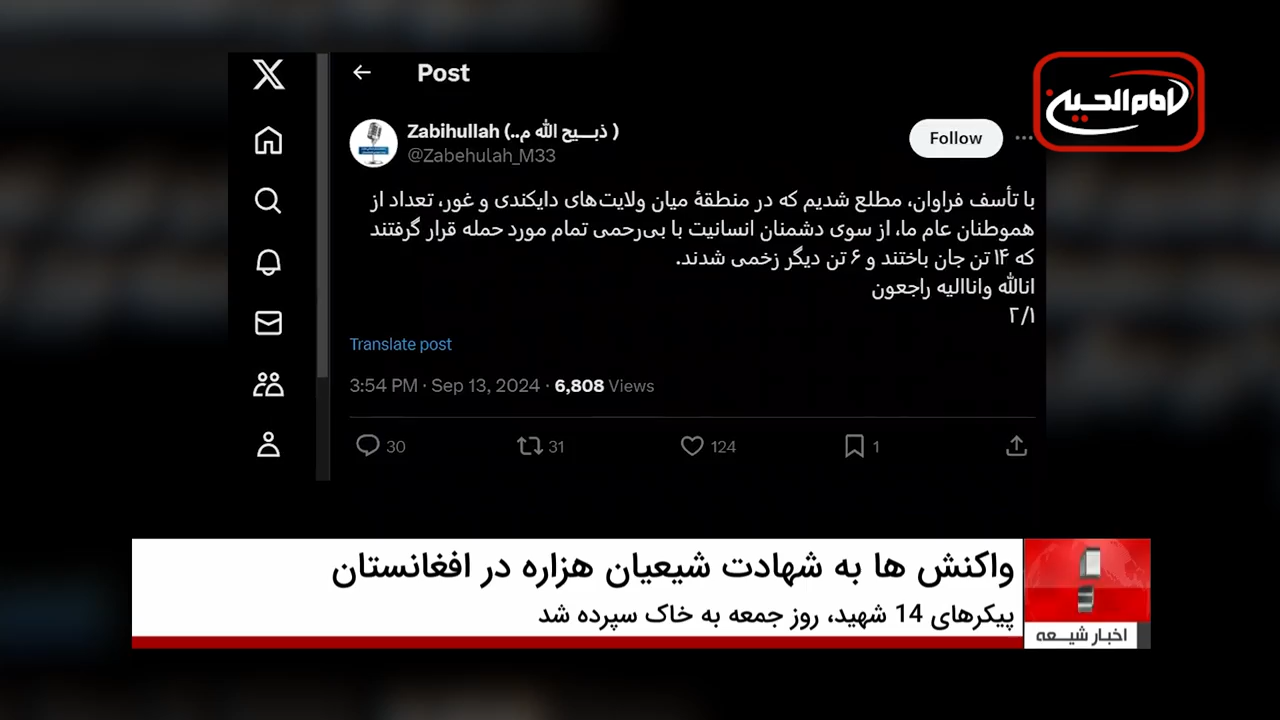 Post
امام الحسین
Zabihullah (..ذبـــیح الله م )
@Zabehulah_M33
Follow
با تأسف فراوان، مطلع شدیم که در منطقۀ میان ولایت‌های دایکندی و غور، تعداد از
هموطنان عام ما، از سوی دشمنان انسانیت با بی‌رحمی تمام مورد حمله قرار گرفتند
که ۱۴ تن جان باختند و ۶ تن دیگر زخمی شدند.
انالله واناالیه راجعون
۲/۱
Translate post
3:54 PM · Sep 13, 2024 · 6,808 Views
30 31 124 1
واکنش ها به شهادت شیعیان هزاره در افغانستان
پیکرهای 14 شهید، روز جمعه به خاک سپرده شد
اخبار شیـعه